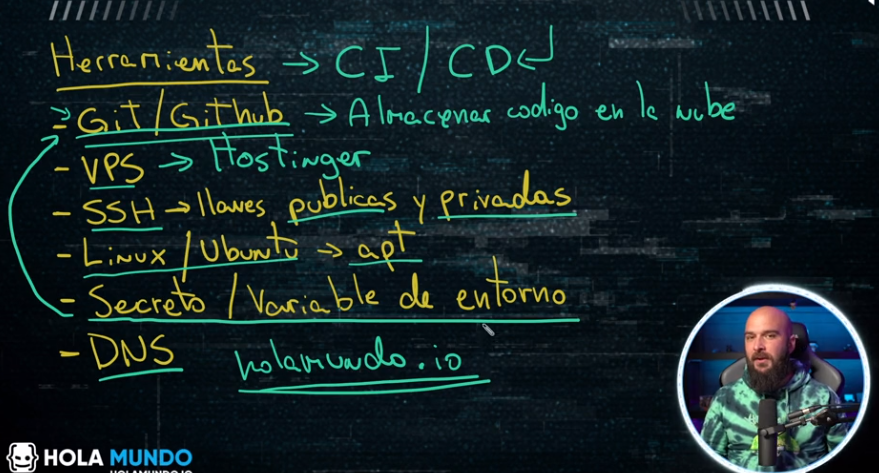 Herramientas → CI / CD
- Git/Github → Almacenar codigo en la nube
- VPS → Hostinger
- SSH → llaves publicas y privadas
- Linux / Ubuntu → apt
- Secreto / Variable de entorno
- DNS holamundo.io
HOLA MUNDO
HOLAMUNDO.IO